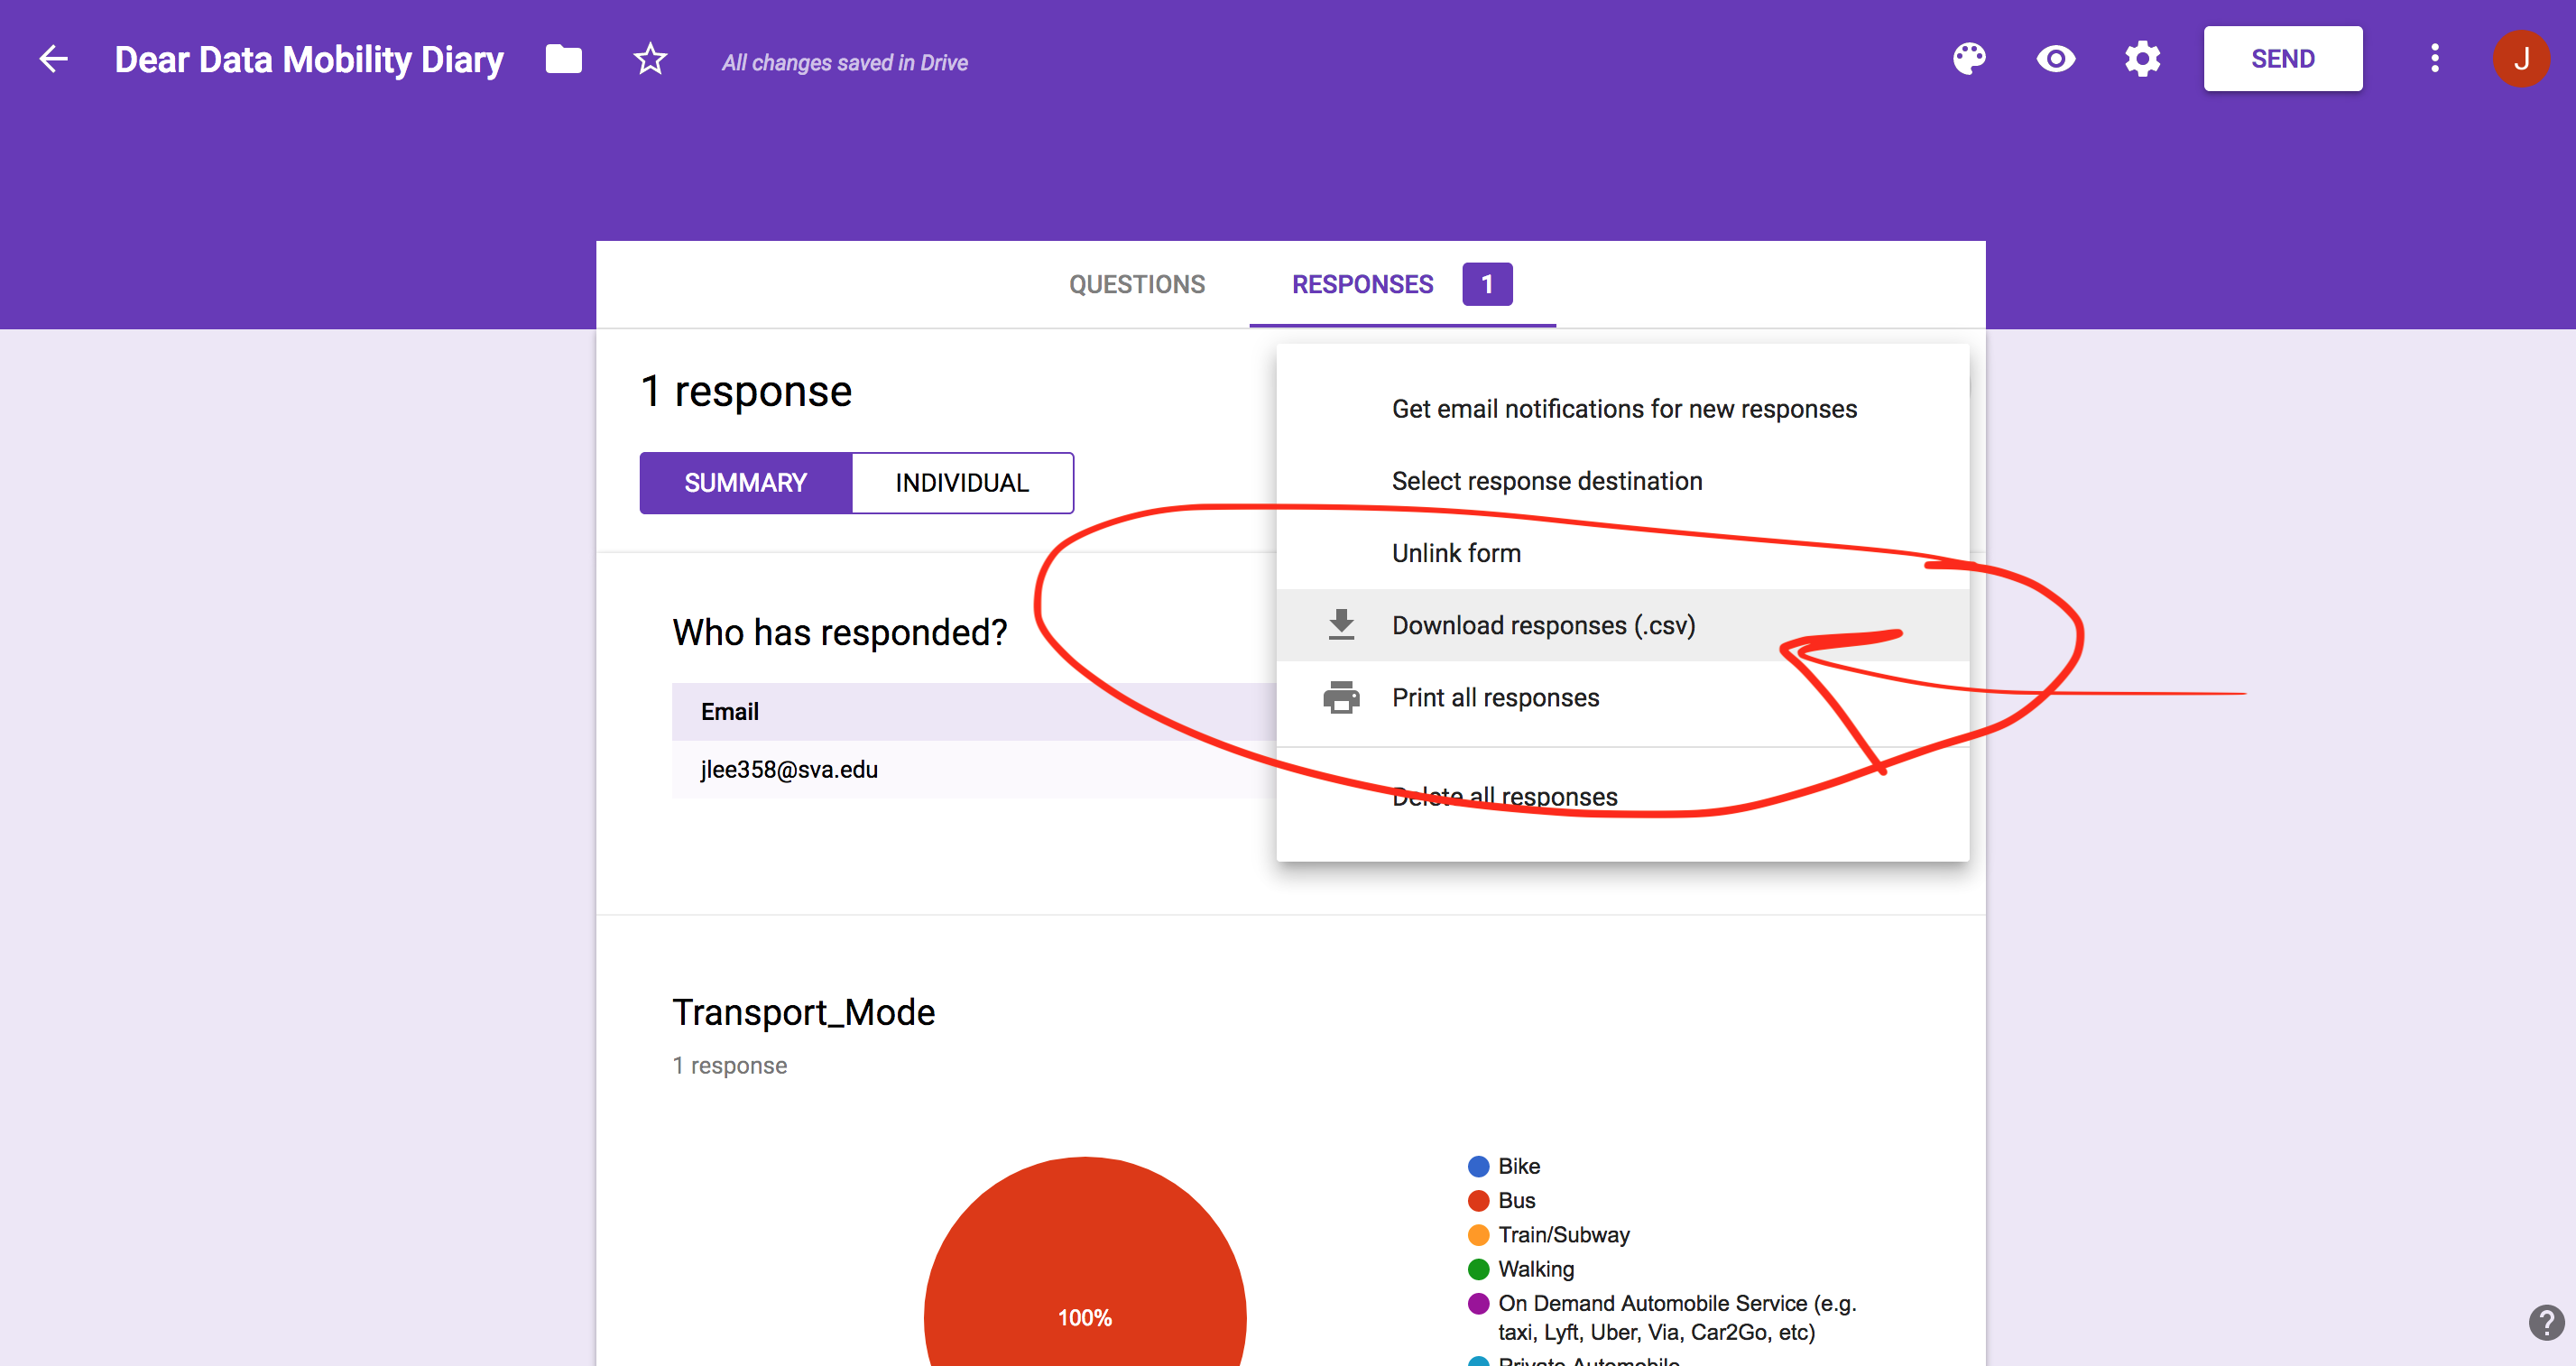 Dear Data Mobility Diary
All changes saved in Drive
SEND
J
QUESTIONS
RESPONSES 1
1 response
SUMMARY
INDIVIDUAL
Get email notifications for new responses
Select response destination
Unlink form
Download responses (.csv)
Print all responses
Delete all responses
Who has responded?
Email
jlee358@sva.edu
Transport_Mode
1 response
100%
Bike
Bus
Train/Subway
Walking
On Demand Automobile Service (e.g.
taxi, Lyft, Uber, Via, Car2Go, etc)
Private Automobile
?